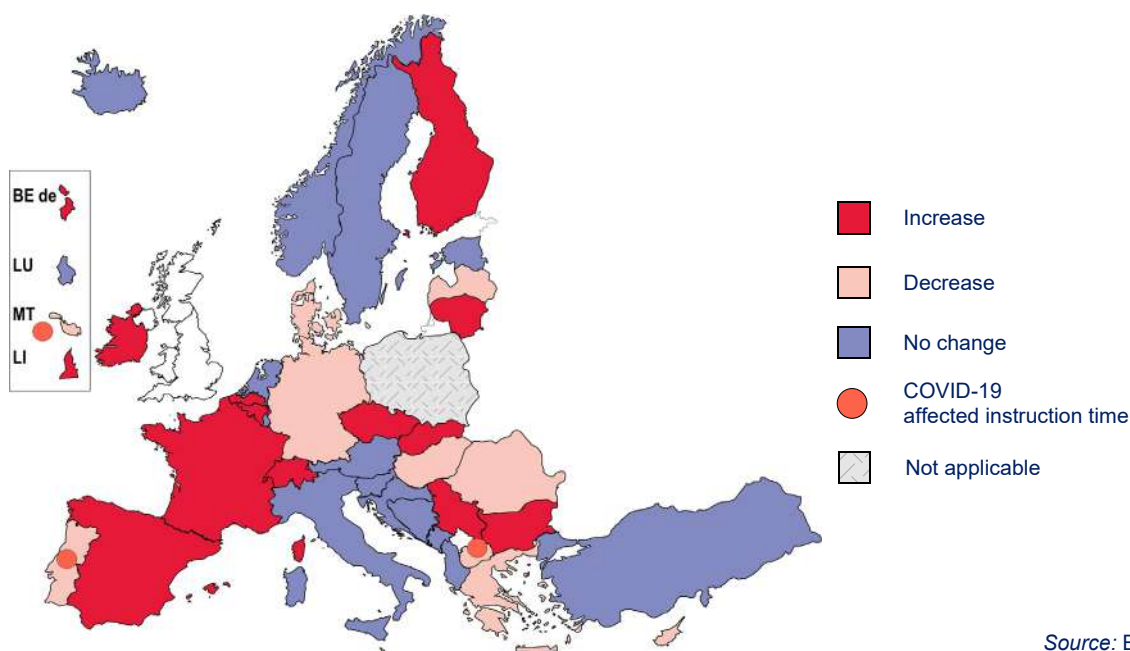 BE de
LU
MT
LI
Increase
Decrease
No change
COVID-19
affected instruction time
Not applicable
Source: E